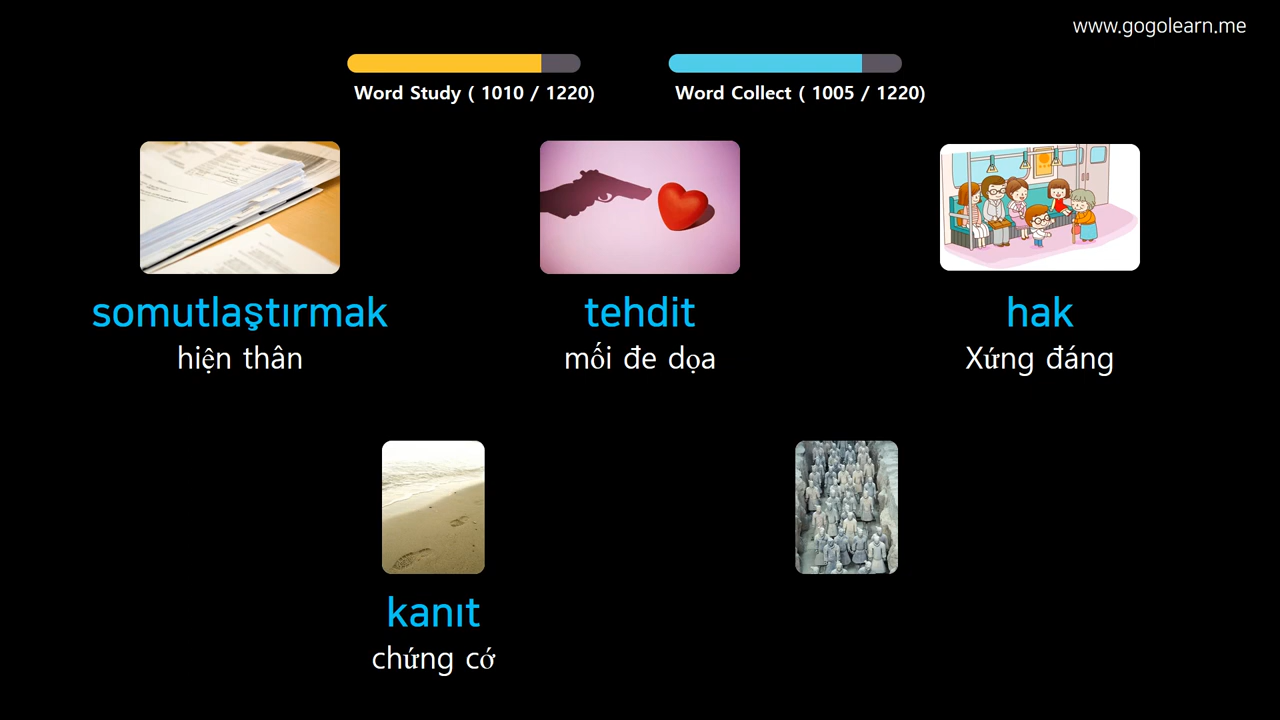 www.gogolearn.me
Word Study ( 1010 / 1220)
Word Collect ( 1005 / 1220)
somutlaştırmak
hiện thân
tehdit
mối đe dọa
hak
Xứng đáng
kanıt
chứng cớ